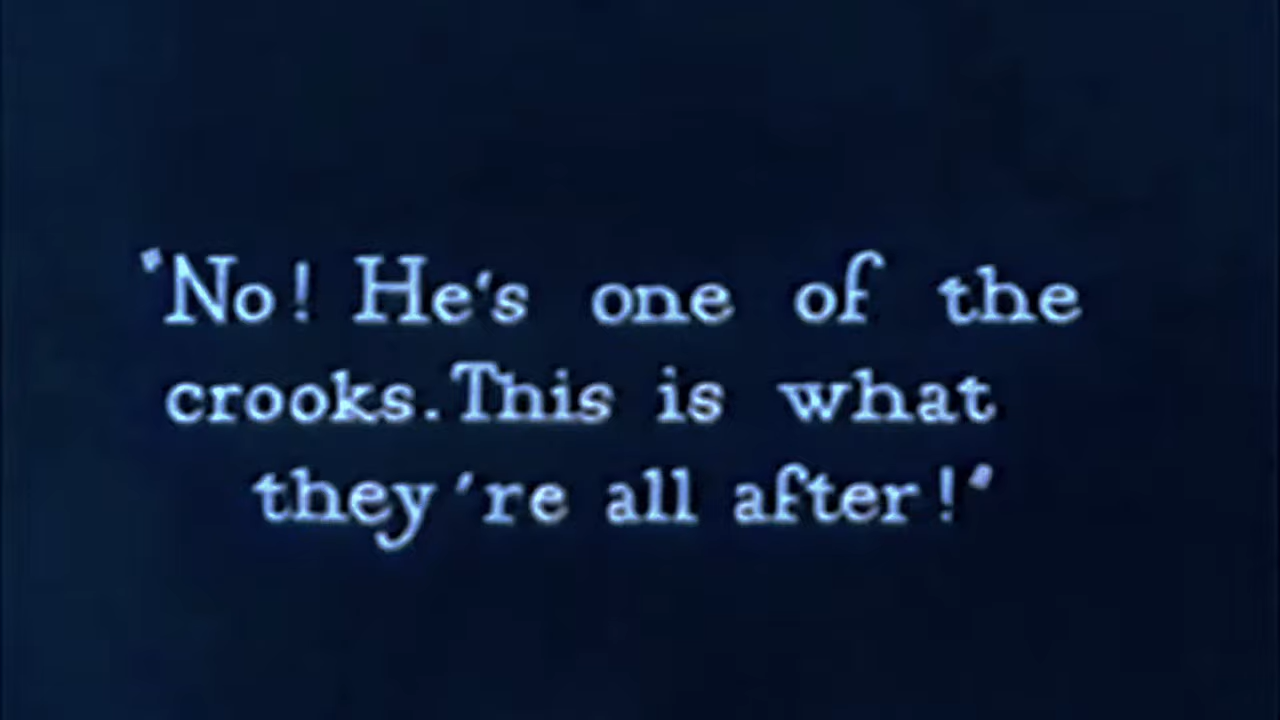 "No! He's one of the
crooks. This is what
they're all after!"